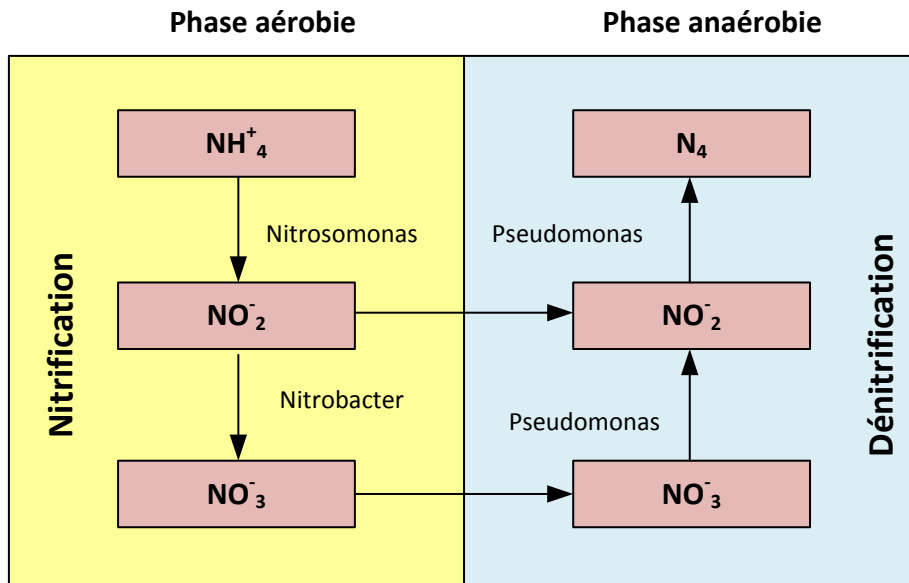 Phase aérobie
Phase anaérobie
Nitrification
NH⁺₄
Nitrosomonas
NO⁻₂
Nitrobacter
NO⁻₃
N₄
Pseudomonas
NO⁻₂
Pseudomonas
NO⁻₃
Dénitrification